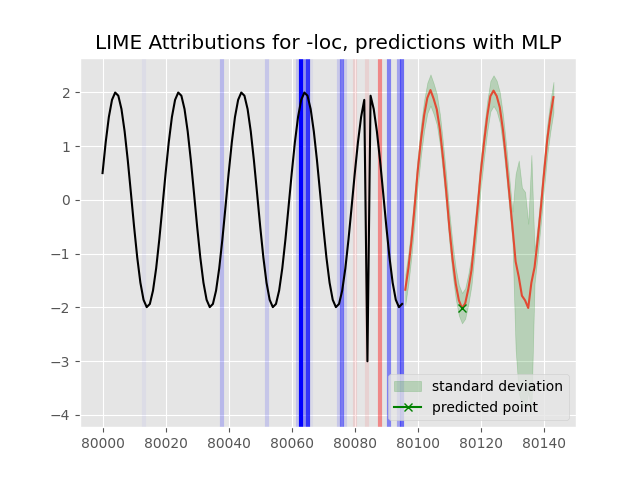 LIME Attributions for -loc, predictions with MLP
2
1
0
−1
−2
−3
−4
standard deviation
predicted point
80000 80020 80040 80060 80080 80100 80120 80140